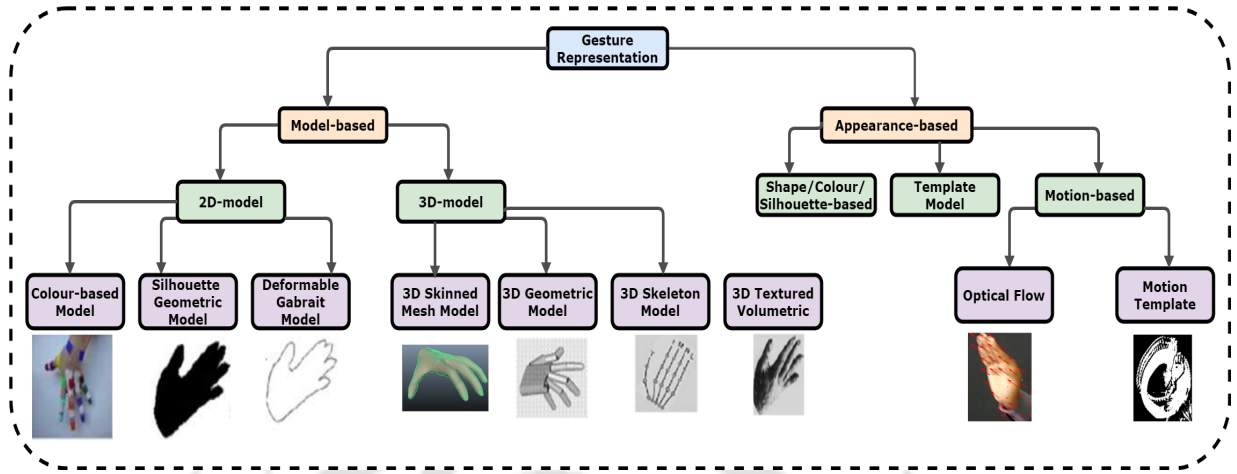 Gesture
Representation
Model-based
Appearance-based
2D-model
3D-model
Shape/Colour/
Silhouette-based
Template
Model
Motion-based
Colour-based
Model
Silhouette
Geometric
Model
Deformable
Gabrait
Model
3D Skinned
Mesh Model
3D Geometric
Model
3D Skeleton
Model
3D Textured
Volumetric
Optical Flow
Motion
Template